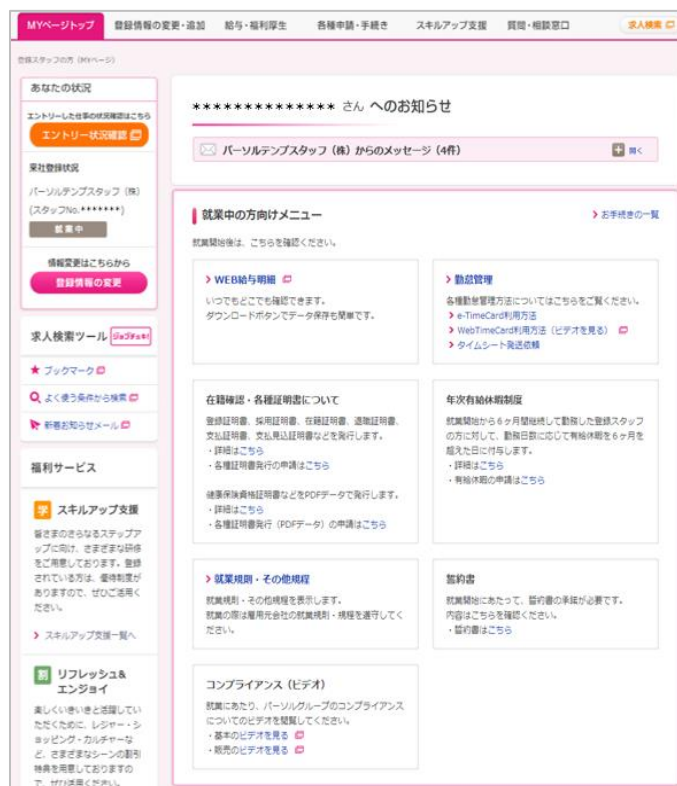 MYページトップ
登録情報の変更・追加
給与・福利厚生
各種申請・手続き
スキルアップ支援
質問・相談窓口
求人検索
登録スタッフの方（MYページ）
あなたの状況
エントリーした仕事の状況確認はこちら
エントリー状況確認
来社登録状況
パーソルテンプスタッフ（株）
(スタッフNo.*******)
就業中
情報変更はこちらから
登録情報の変更
求人検索ツール ジョブチェキ!
ブックマーク
よく使う条件から検索
新着お知らせメール
福利サービス
学 スキルアップ支援
皆さまのさらなるステップア
ップに向け、さまざまな研修
をご用意しております。登録
されている方は、優待制度が
ありますので、ぜひご活用く
ださい。
スキルアップ支援一覧へ
割 リフレッシュ&
エンジョイ
楽しくいきいきと活躍してい
ただくために、レジャー・シ
ョッピング・カルチャーな
ど、さまざまなシーンの割引
特典を用意しておりますの
で、ぜひ活用ください。
************** さん へのお知らせ
パーソルテンプスタッフ（株）からのメッセージ（4件）
開く
就業中の方向けメニュー
お手続きの一覧
就業開始後は、こちらを確認ください。
WEB給与明細
いつでもどこでも確認できます。
ダウンロードボタンでデータ保存も簡単です。
勤怠管理
各種勤怠管理方法についてはこちらをご覧ください。
e-TimeCard利用方法
WebTimeCard利用方法（ビデオを見る）
タイムシート発送依頼
在籍確認・各種証明書について
登録証明書、採用証明書、在籍証明書、退職証明書、
支払証明書、支払見込証明書などを発行します。
・詳細はこちら
・各種証明書発行の申請はこちら
健康保険資格証明書などをPDFデータで発行します。
・詳細はこちら
・各種証明書発行（PDFデータ）の申請はこちら
年次有給休暇制度
就業開始から6ヶ月間継続して勤務した登録スタッフ
の方に対して、勤務日数に応じて有給休暇を6ヶ月を
超えた日に付与します。
・詳細はこちら
・有給休暇の申請はこちら
就業規則・その他規程
就業規則・その他規程を表示します。
就業の際は雇用元会社の就業規則・規程を遵守してく
ださい。
誓約書
就業開始にあたって、誓約書の承諾が必要です。
内容はこちらを確認ください。
・誓約書はこちら
コンプライアンス（ビデオ）
就業にあたり、パーソルグループのコンプライアンス
についてのビデオを閲覧してください。
・基本のビデオを見る
・販売のビデオを見る